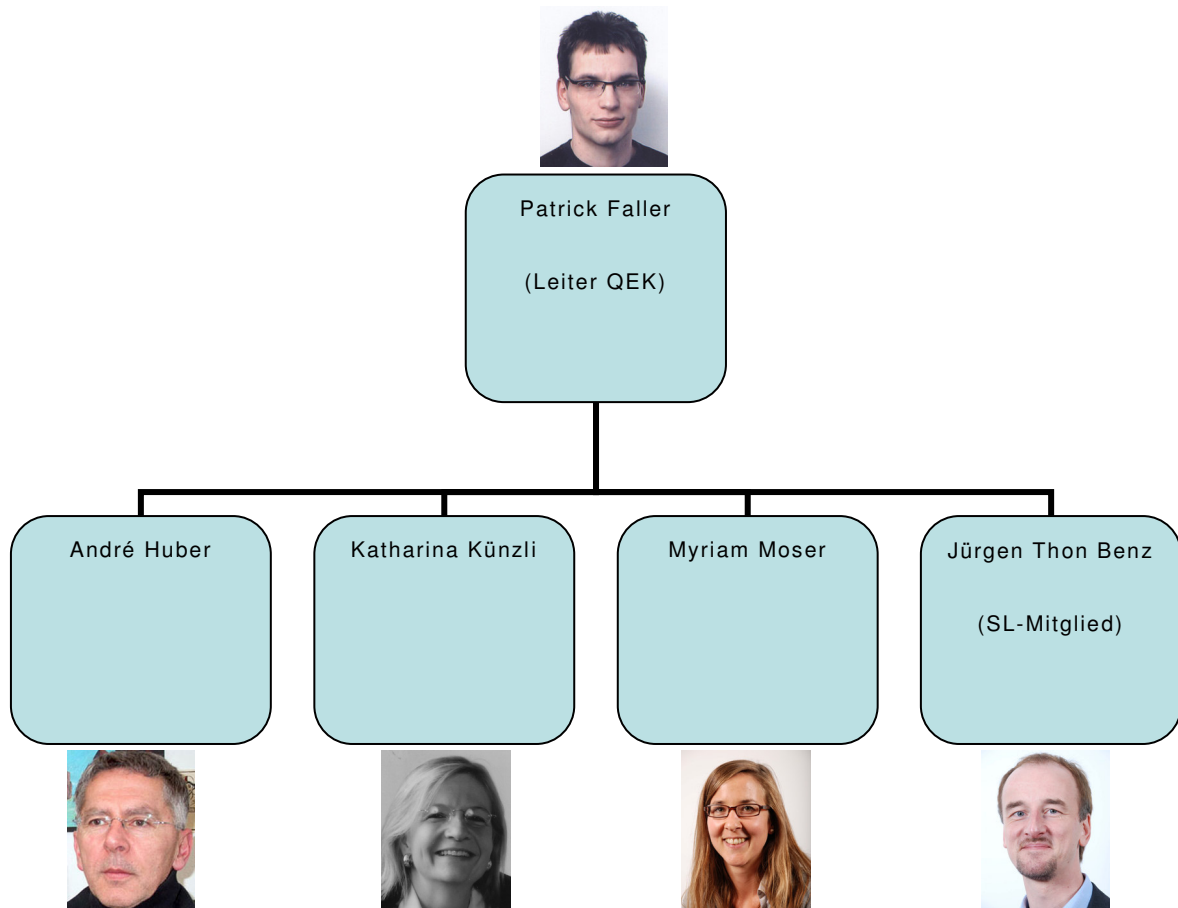 Patrick Faller
(Leiter QEK)
André Huber
Katharina Künzli
Myriam Moser
Jürgen Thon Benz
(SL-Mitglied)